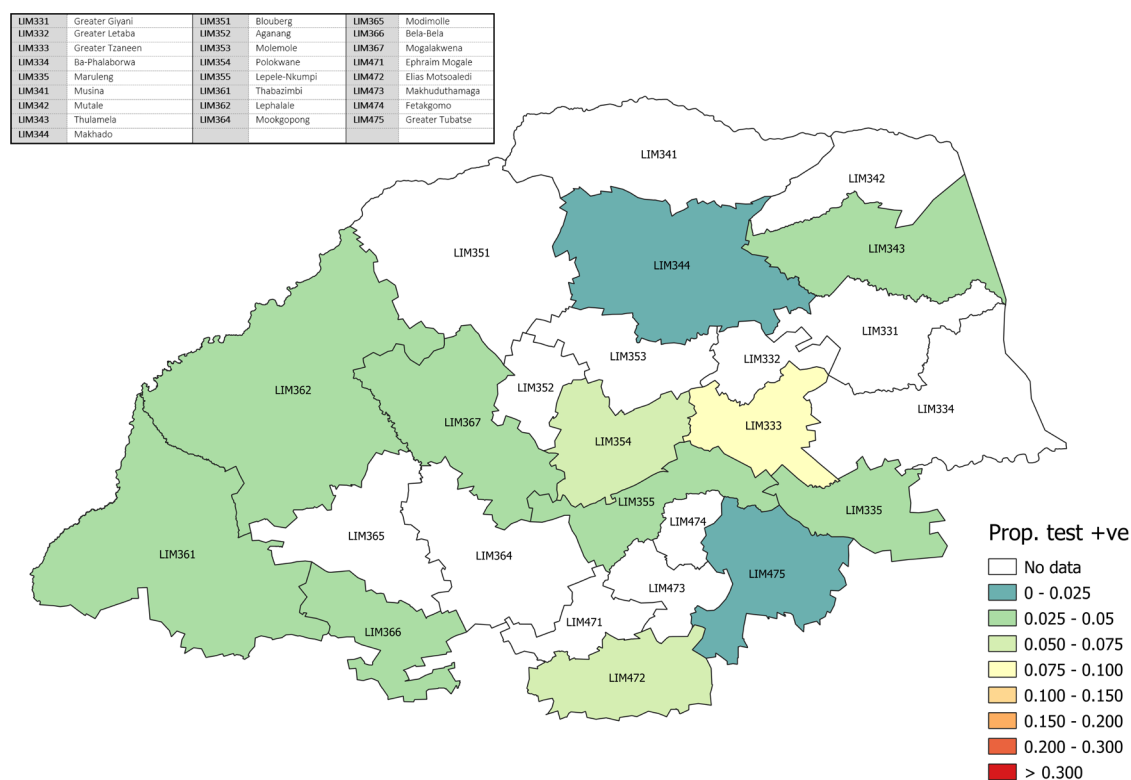 LIM331 Greater Giyani LIM351 Blouberg LIM365 Modimolle
LIM332 Greater Letaba LIM352 Aganang LIM366 Bela-Bela
LIM333 Greater Tzaneen LIM353 Molemole LIM367 Mogalakwena
LIM334 Ba-Phalaborwa LIM354 Polokwane LIM471 Ephraim Mogale
LIM335 Maruleng LIM355 Lepele-Nkumpi LIM472 Elias Motsoaledi
LIM341 Musina LIM361 Thabazimbi LIM473 Makhuduthamaga
LIM342 Mutale LIM362 Lephalale LIM474 Fetakgomo
LIM343 Thulamela LIM364 Mookgopong LIM475 Greater Tubatse
LIM344 Makhado
LIM341
LIM342
LIM343
LIM351
LIM344
LIM331
LIM353
LIM332
LIM352
LIM362
LIM334
LIM367
LIM333
LIM354
LIM355
LIM335
LIM474
LIM365
LIM361
LIM364
LIM475
LIM473
LIM471
LIM366
LIM472
Prop. test +ve
No data
0 - 0.025
0.025 - 0.05
0.050 - 0.075
0.075 - 0.100
0.100 - 0.150
0.150 - 0.200
0.200 - 0.300
> 0.300